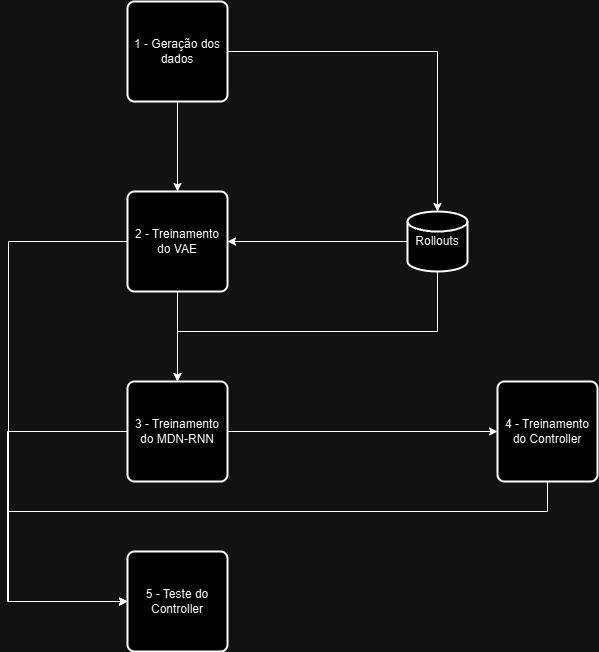 1 - Geração dos
dados
2 - Treinamento
do VAE
Rollouts
3 - Treinamento
do MDN-RNN
4 - Treinamento
do Controller
5 - Teste do
Controller